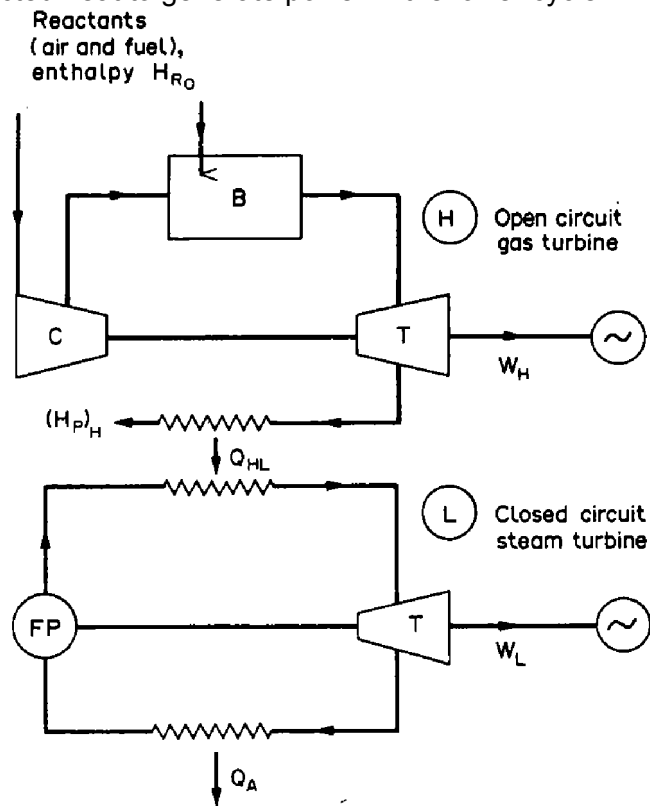 Reactants
(air and fuel),
enthalpy H_R0
B
H Open circuit
gas turbine
C
T
W_H
(H_P)_H
Q_HL
L Closed circuit
steam turbine
FP
T
W_L
Q_A